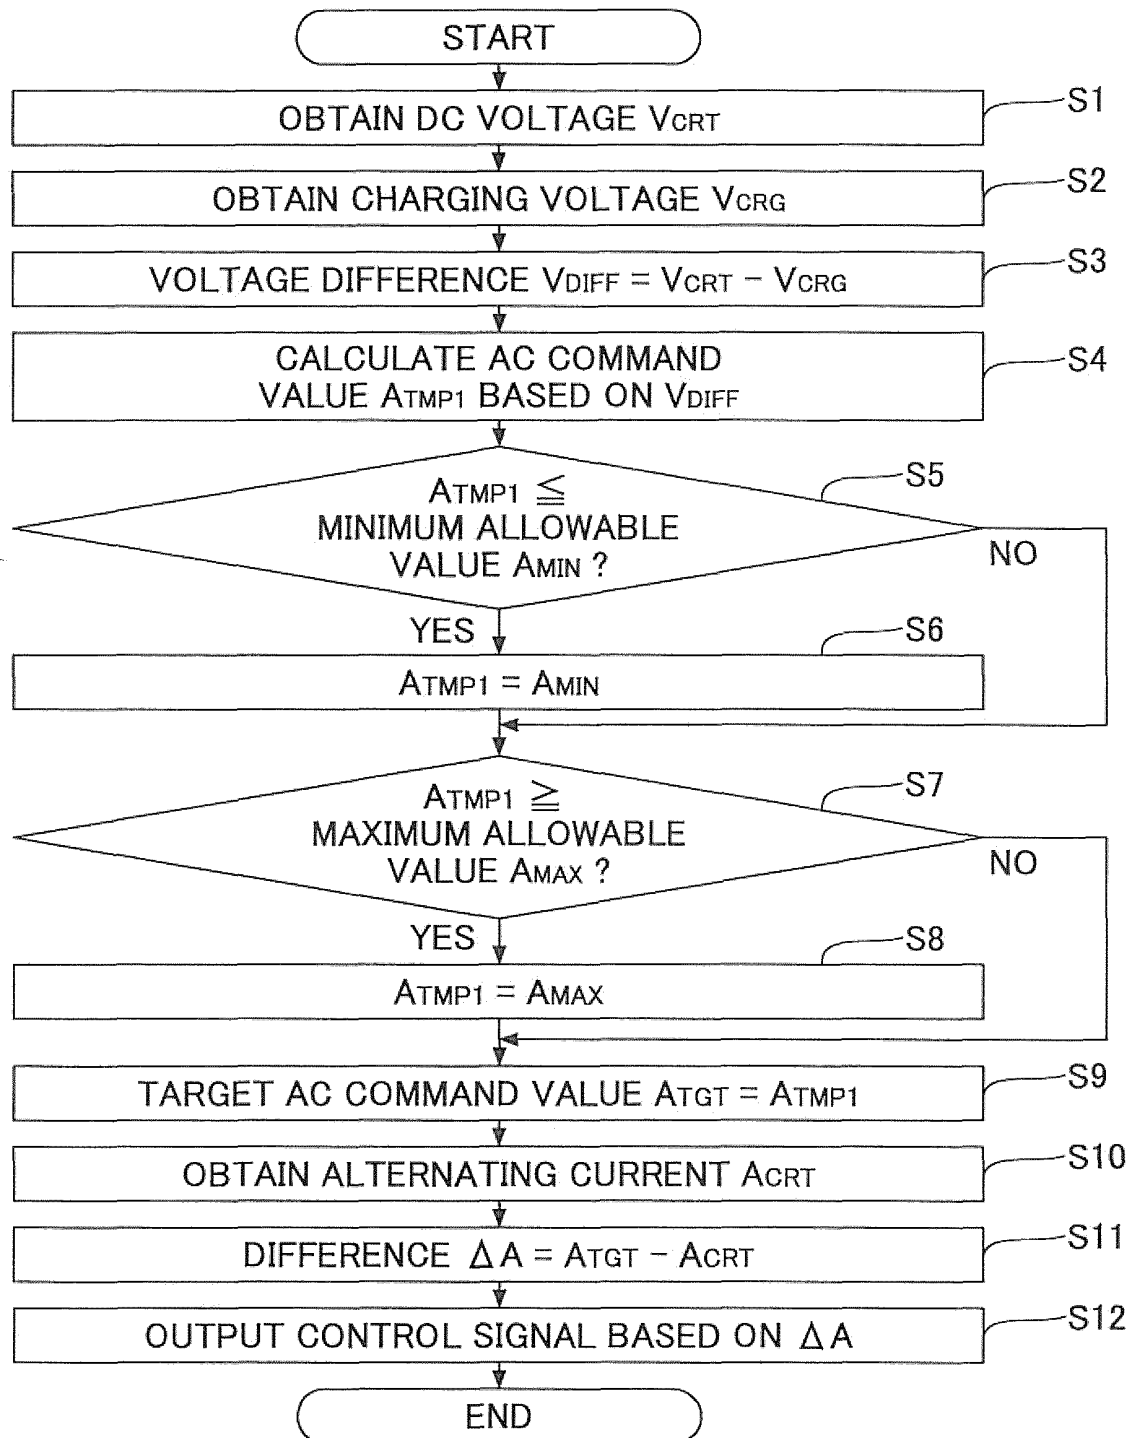 START
OBTAIN DC VOLTAGE VCRT
S1
OBTAIN CHARGING VOLTAGE VCRG
S2
VOLTAGE DIFFERENCE VDIFF = VCRT - VCRG
S3
CALCULATE AC COMMAND
VALUE ATMP1 BASED ON VDIFF
S4
ATMP1 ≦
MINIMUM ALLOWABLE
VALUE AMIN ?
S5
NO
YES
S6
ATMP1 = AMIN
ATMP1 ≧
MAXIMUM ALLOWABLE
VALUE AMAX ?
S7
NO
YES
S8
ATMP1 = AMAX
TARGET AC COMMAND VALUE ATGT = ATMP1
S9
OBTAIN ALTERNATING CURRENT ACRT
S10
DIFFERENCE ΔA = ATGT - ACRT
S11
OUTPUT CONTROL SIGNAL BASED ON ΔA
S12
END